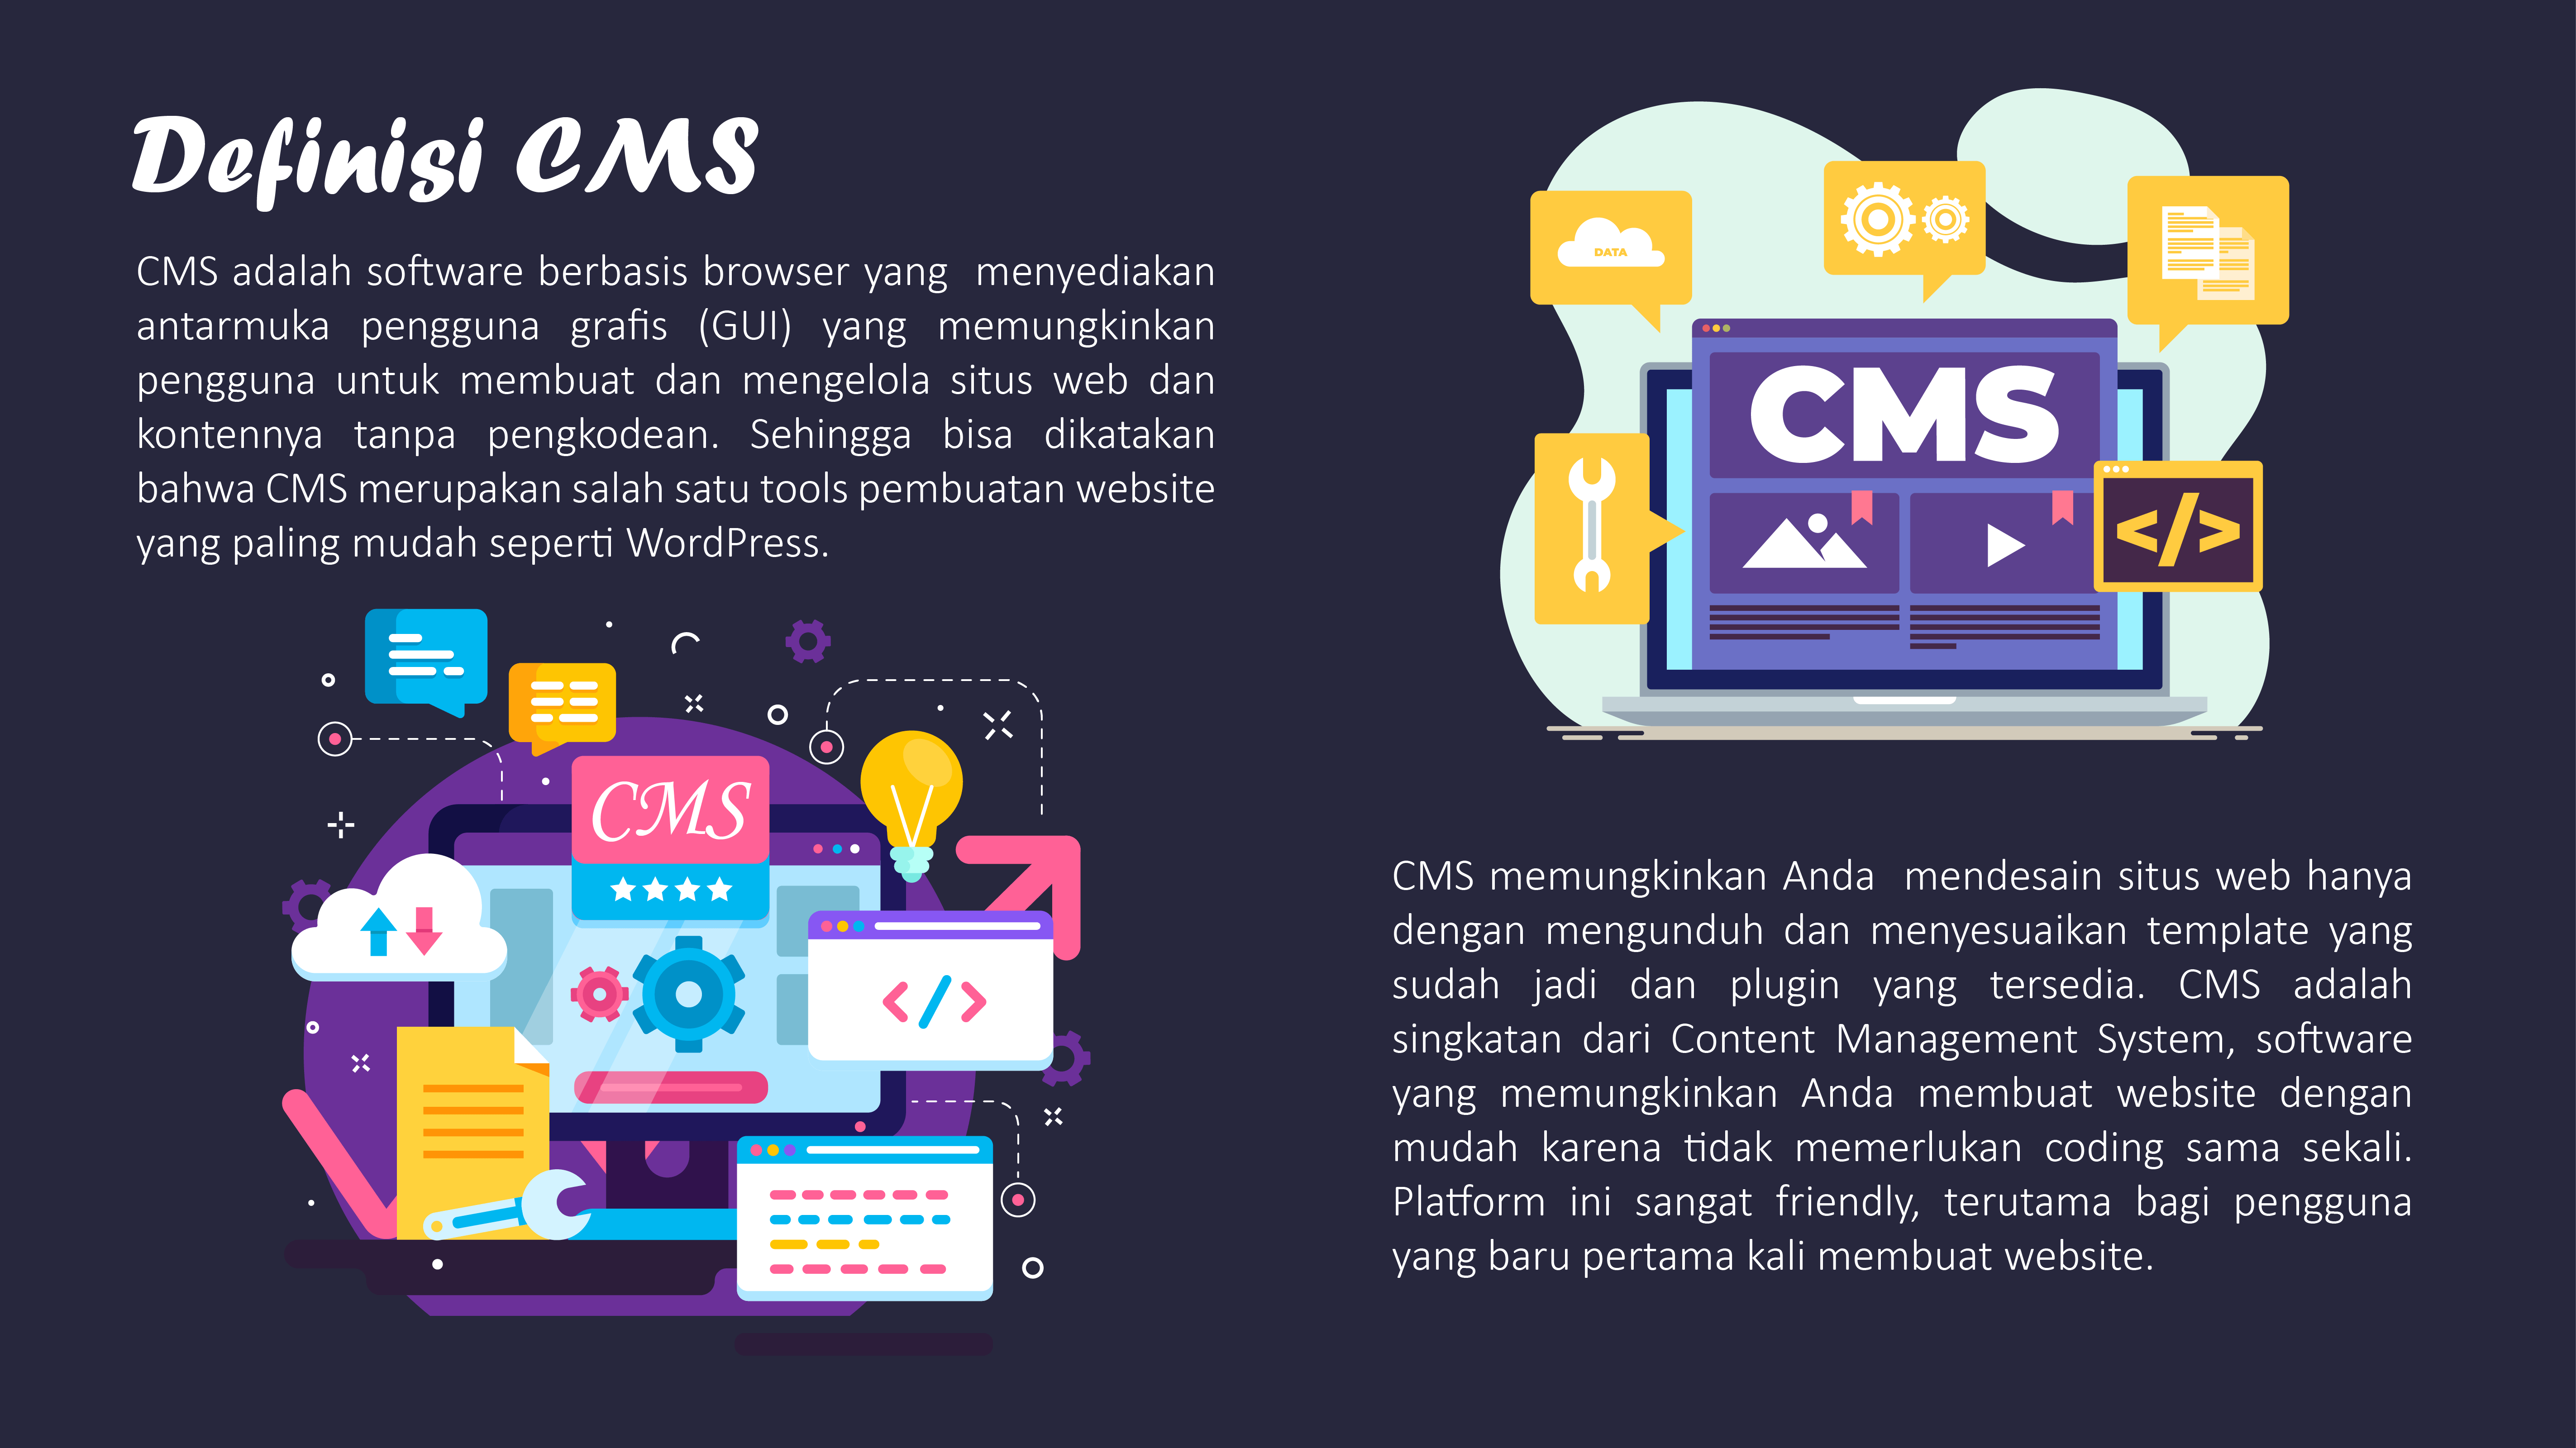 Definisi CMS
CMS adalah software berbasis browser yang menyediakan
antarmuka pengguna grafis (GUI) yang memungkinkan
pengguna untuk membuat dan mengelola situs web dan
kontennya tanpa pengkodean. Sehingga bisa dikatakan
bahwa CMS merupakan salah satu tools pembuatan website
yang paling mudah seperti WordPress.
CMS
</>
DATA
CMS
</>
CMS memungkinkan Anda mendesain situs web hanya
dengan mengunduh dan menyesuaikan template yang
sudah jadi dan plugin yang tersedia. CMS adalah
singkatan dari Content Management System, software
yang memungkinkan Anda membuat website dengan
mudah karena tidak memerlukan coding sama sekali.
Platform ini sangat friendly, terutama bagi pengguna
yang baru pertama kali membuat website.